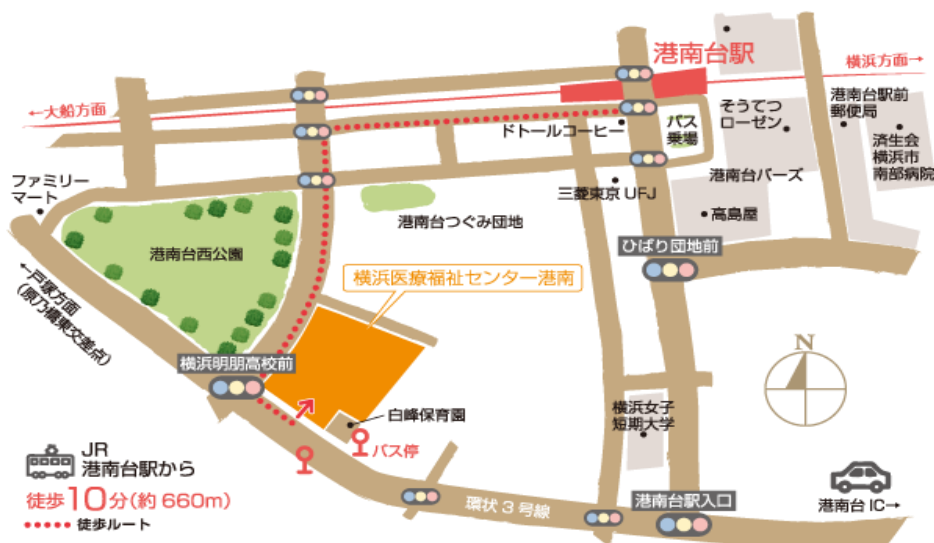 港南台駅
横浜方面→
←大船方面
ドトールコーヒー
バス
乗場
そうてつ
ローゼン
港南台駅前
郵便局
済生会
横浜市
南部病院
港南台バーズ
三菱東京UFJ
高島屋
ファミリー
マート
港南台西公園
港南台つぐみ団地
ひばり団地前
←戸塚方面
(原乃橋東交差点)
横浜医療福祉センター港南
横浜明朋高校前
N
白峰保育園
バス停
横浜女子
短期大学
JR
港南台駅から
徒歩10分(約660m)
徒歩ルート
環状3号線
港南台駅入口
港南台IC→